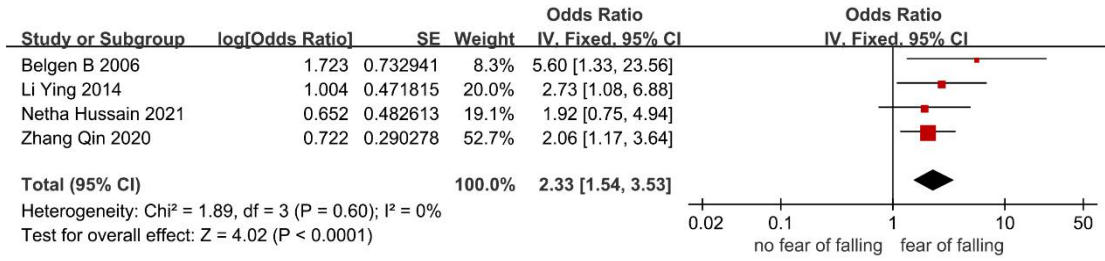 Odds Ratio Odds Ratio
Study or Subgroup log[Odds Ratio] SE Weight IV, Fixed, 95% CI IV, Fixed, 95% CI
Belgen B 2006 1.723 0.732941 8.3% 5.60 [1.33, 23.56]
Li Ying 2014 1.004 0.471815 20.0% 2.73 [1.08, 6.88]
Netha Hussain 2021 0.652 0.482613 19.1% 1.92 [0.75, 4.94]
Zhang Qin 2020 0.722 0.290278 52.7% 2.06 [1.17, 3.64]
Total (95% CI) 100.0% 2.33 [1.54, 3.53]
Heterogeneity: Chi² = 1.89, df = 3 (P = 0.60); I² = 0%
Test for overall effect: Z = 4.02 (P < 0.0001)
0.02 0.1 1 10 50
no fear of falling fear of falling